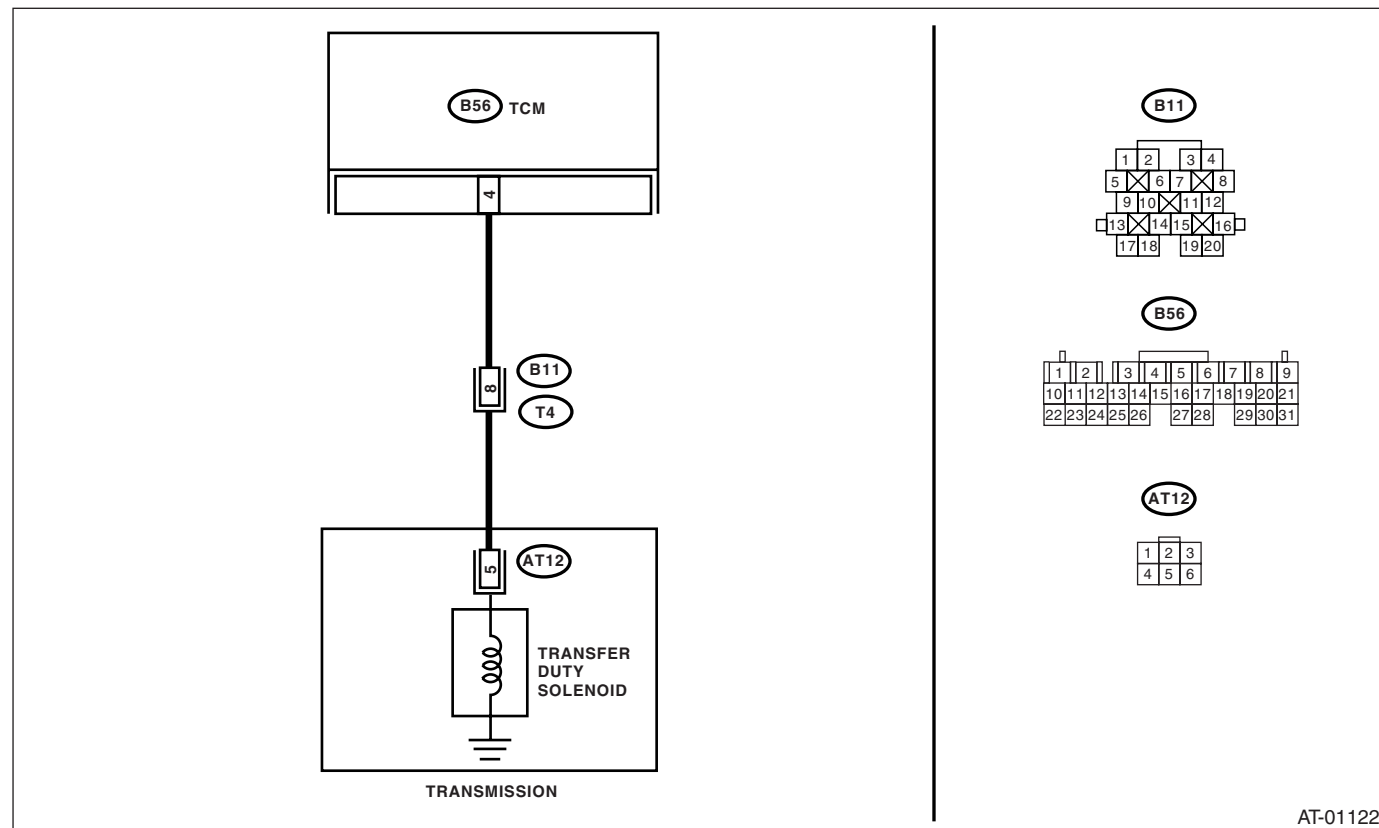 B56 TCM
4
8
B11
T4
5
AT12
TRANSFER
DUTY
SOLENOID
TRANSMISSION
B11
1 2 3 4
5 6 7 8
9 10 11 12
13 14 15 16
17 18 19 20
B56
1 2 3 4 5 6 7 8 9
10 11 12 13 14 15 16 17 18 19 20 21
22 23 24 25 26 27 28 29 30 31
AT12
1 2 3
4 5 6
AT-01122